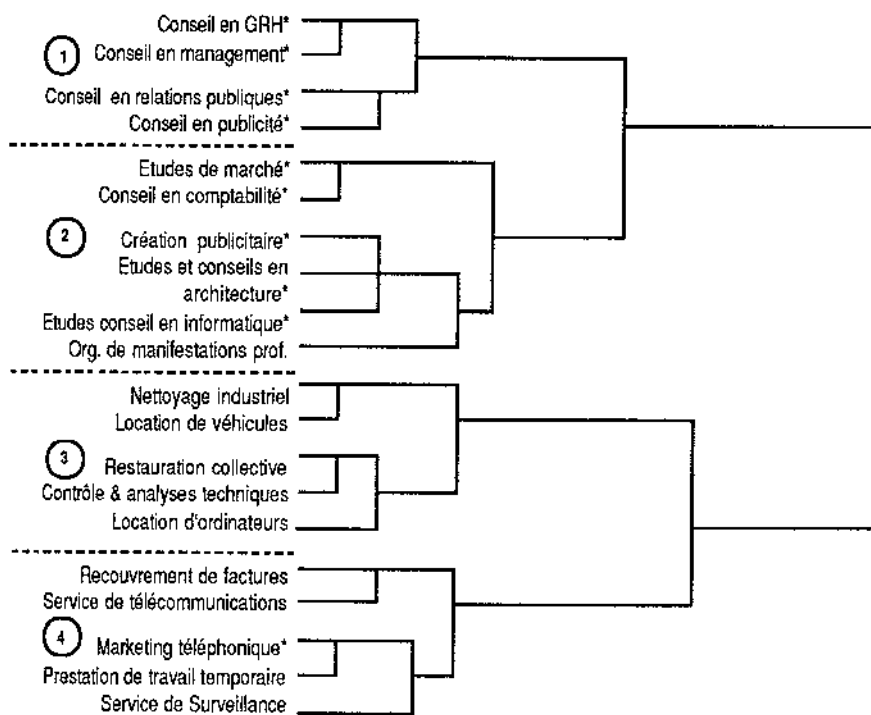 Conseil en GRH*
1
Conseil en management*
Conseil en relations publiques*
Conseil en publicité*
Etudes de marché*
Conseil en comptabilité*
2
Création publicitaire*
Etudes et conseils en
architecture*
Etudes conseil en informatique*
Org. de manifestations prof.
Nettoyage industriel
Location de véhicules
3
Restauration collective
Contrôle & analyses techniques
Location d'ordinateurs
Recouvrement de factures
Service de télécommunications
4
Marketing téléphonique*
Prestation de travail temporaire
Service de Surveillance